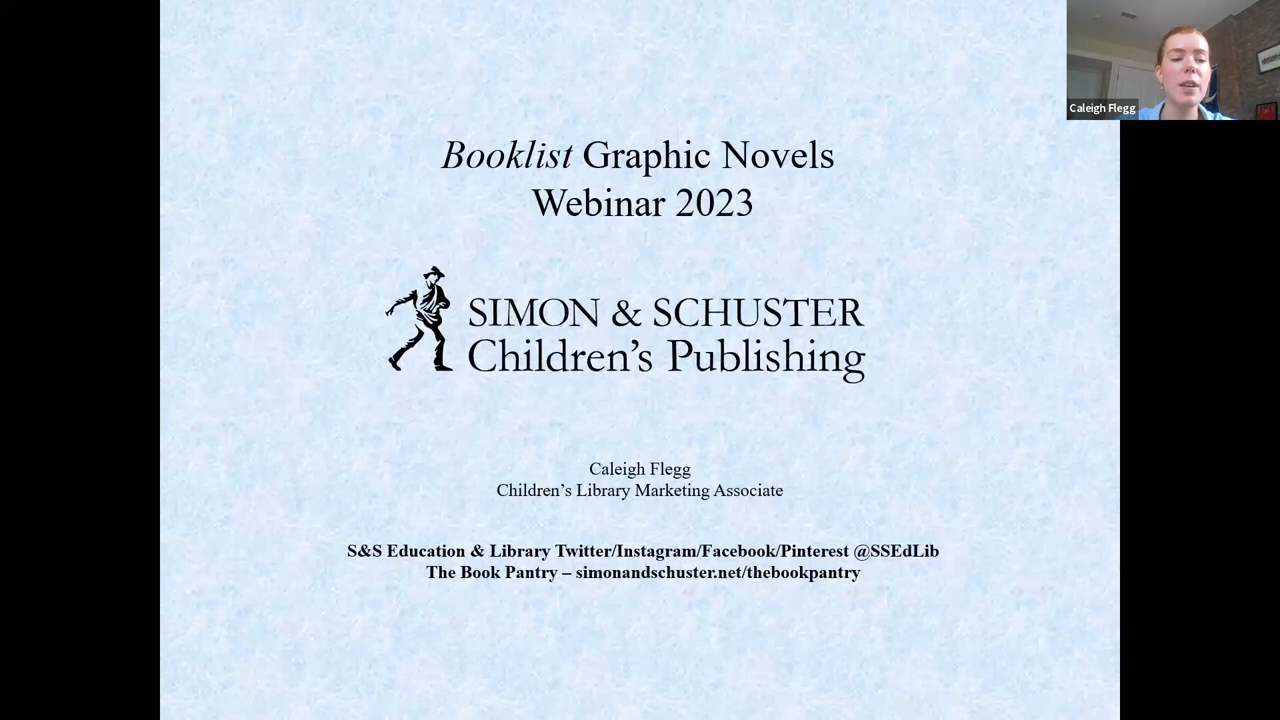 Caleigh Flegg
Booklist Graphic Novels
Webinar 2023
SIMON & SCHUSTER
Children’s Publishing
Caleigh Flegg
Children’s Library Marketing Associate
S&S Education & Library Twitter/Instagram/Facebook/Pinterest @SSEdLib
The Book Pantry – simonandschuster.net/thebookpantry